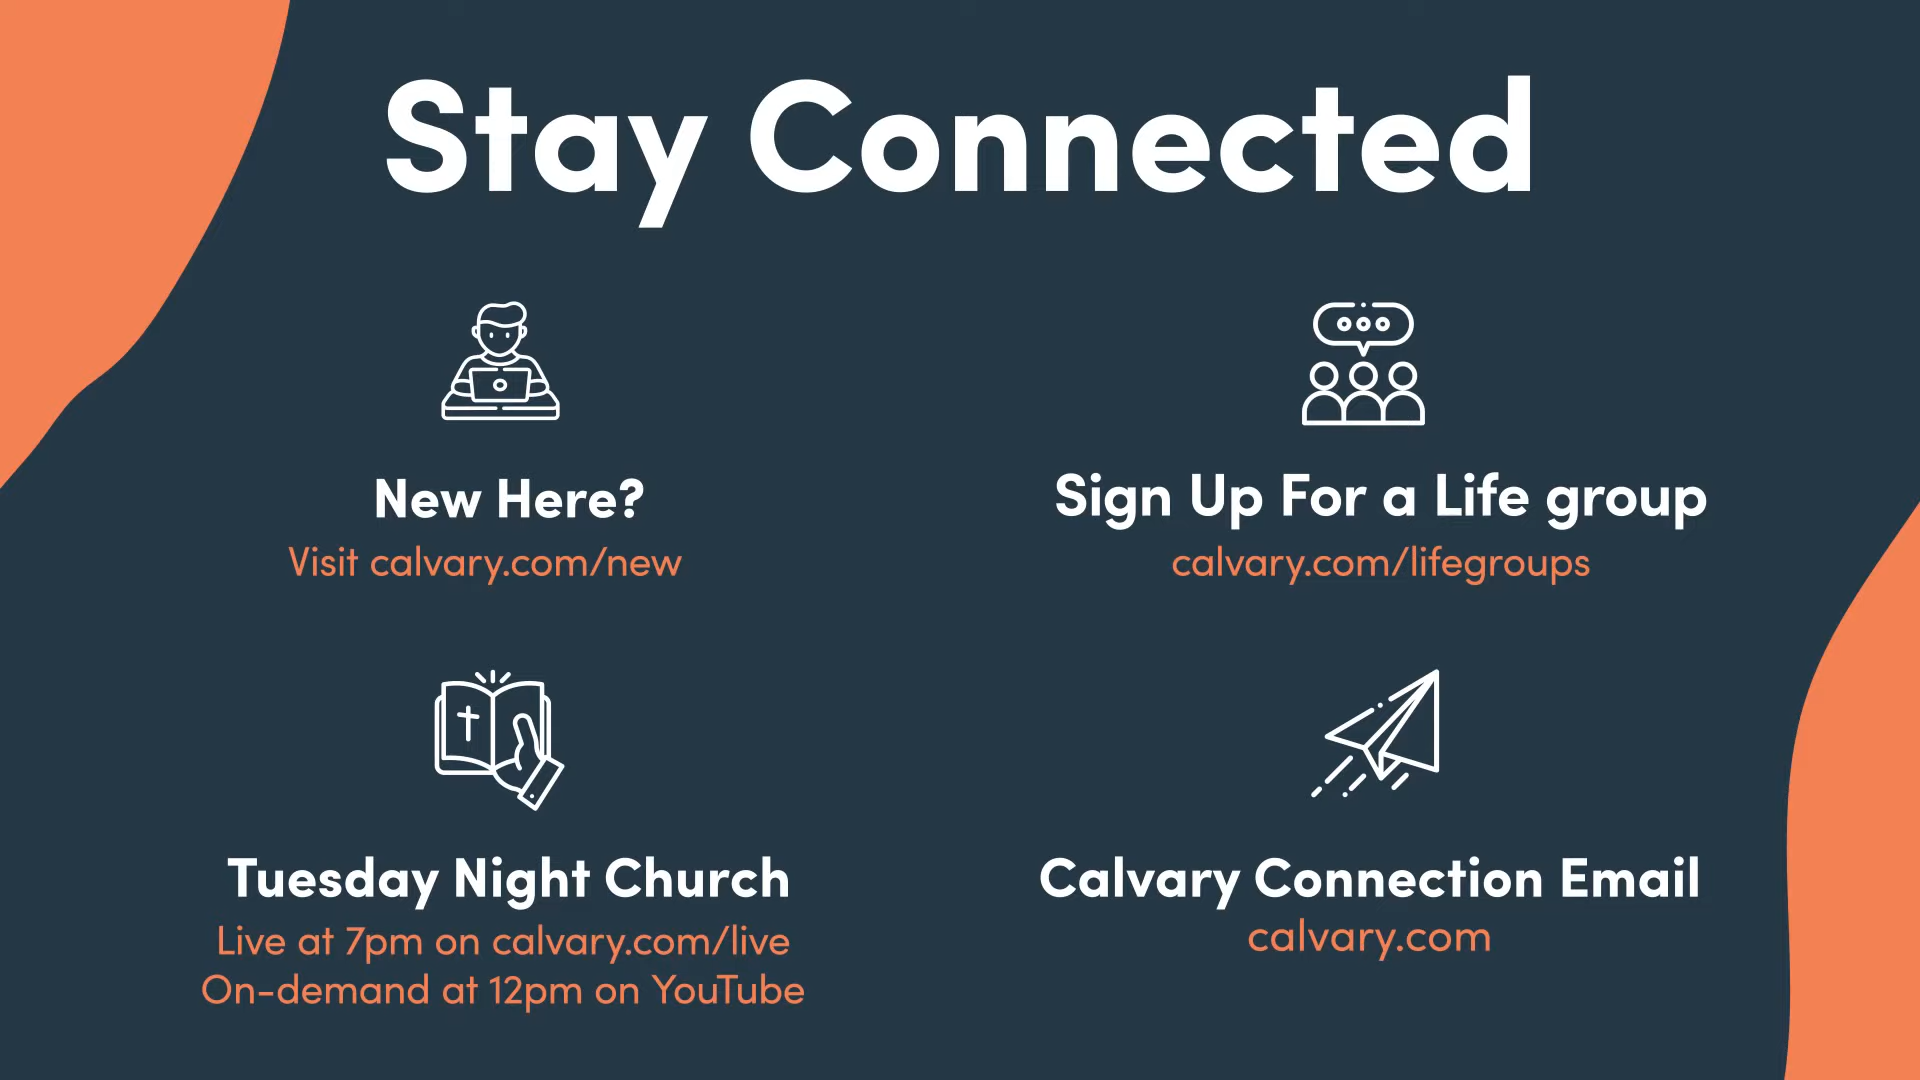 Stay Connected
New Here?
Visit calvary.com/new
Sign Up For a Life group
calvary.com/lifegroups
Tuesday Night Church
Live at 7pm on calvary.com/live
On-demand at 12pm on YouTube
Calvary Connection Email
calvary.com